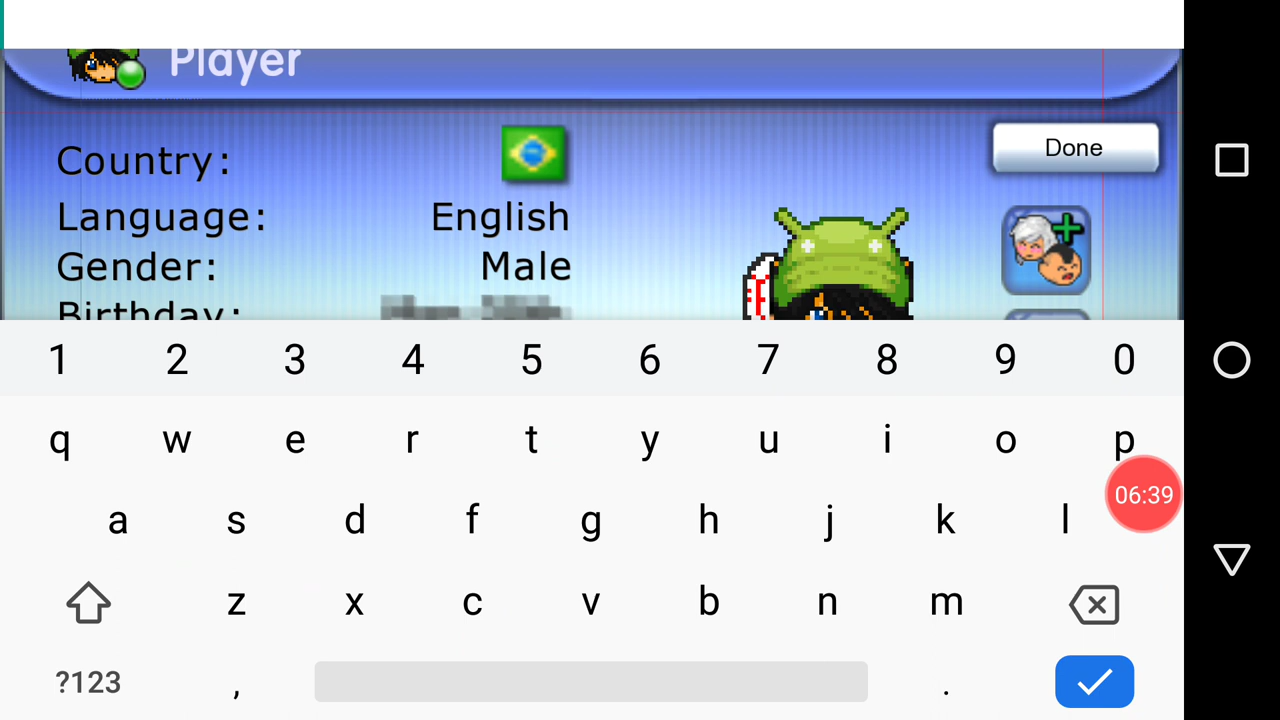 Player
Country:
Done
Language: English
Gender: Male
Birthday:
1 2 3 4 5 6 7 8 9 0
q w e r t y u i o p
06:39
a s d f g h j k l
z x c v b n m
?123 , .